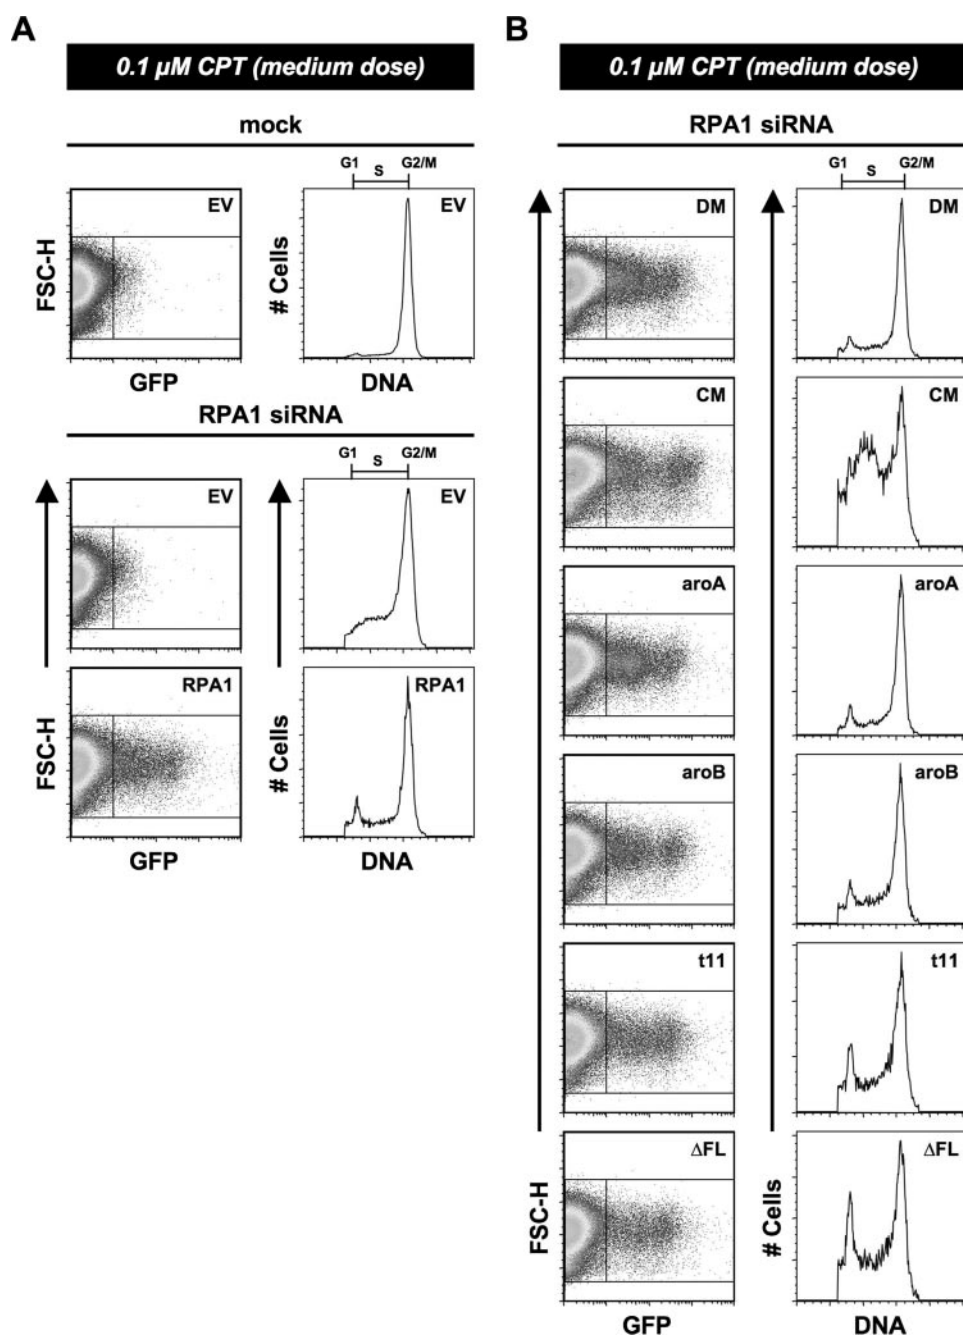 A
0.1 µM CPT (medium dose)
mock
G1 S G2/M
EV
EV
FSC-H
# Cells
GFP
DNA
RPA1 siRNA
G1 S G2/M
EV
EV
RPA1
RPA1
FSC-H
# Cells
GFP
DNA
B
0.1 µM CPT (medium dose)
RPA1 siRNA
G1 S G2/M
DM
DM
CM
CM
aroA
aroA
aroB
aroB
t11
t11
ΔFL
ΔFL
FSC-H
# Cells
GFP
DNA